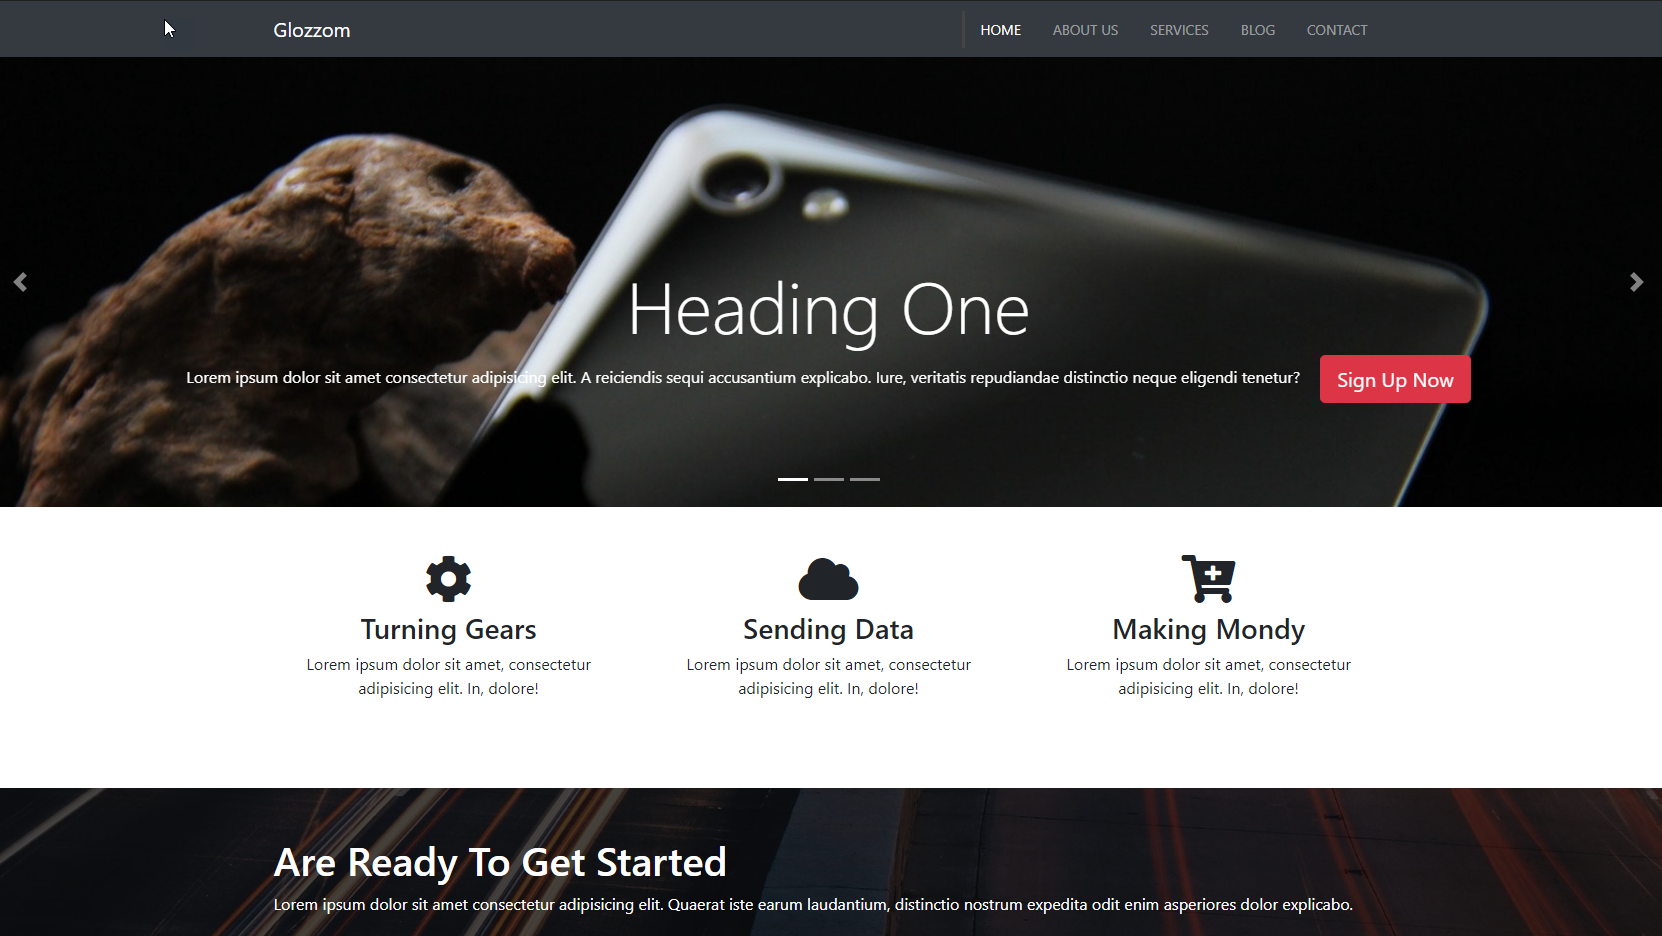 Glozzom
HOME ABOUT US SERVICES BLOG CONTACT
Heading One
Lorem ipsum dolor sit amet consectetur adipisicing elit. A reiciendis sequi accusantium explicabo. Iure, veritatis repudiandae distinctio neque eligendi tenetur?
Sign Up Now
Turning Gears
Lorem ipsum dolor sit amet, consectetur
adipisicing elit. In, dolore!
Sending Data
Lorem ipsum dolor sit amet, consectetur
adipisicing elit. In, dolore!
Making Mondy
Lorem ipsum dolor sit amet, consectetur
adipisicing elit. In, dolore!
Are Ready To Get Started
Lorem ipsum dolor sit amet consectetur adipisicing elit. Quaerat iste earum laudantium, distinctio nostrum expedita odit enim asperiores dolor explicabo.